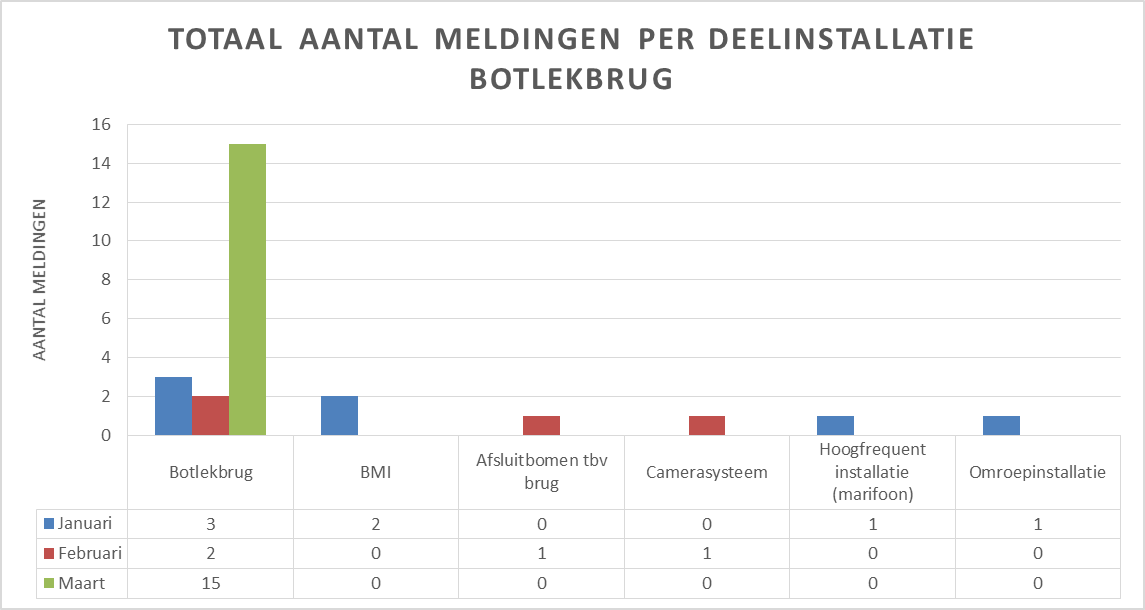 TOTAAL AANTAL MELDINGEN PER DEELINSTALLATIE
BOTLEKBRUG
AANTAL MELDINGEN
16
14
12
10
8
6
4
2
0
Botlekbrug BMI Afsluitbomen tbv brug Camerasysteem Hoogfrequent installatie (marifoon) Omroepinstallatie
Januari 3 2 0 0 1 1
Februari 2 0 1 1 0 0
Maart 15 0 0 0 0 0